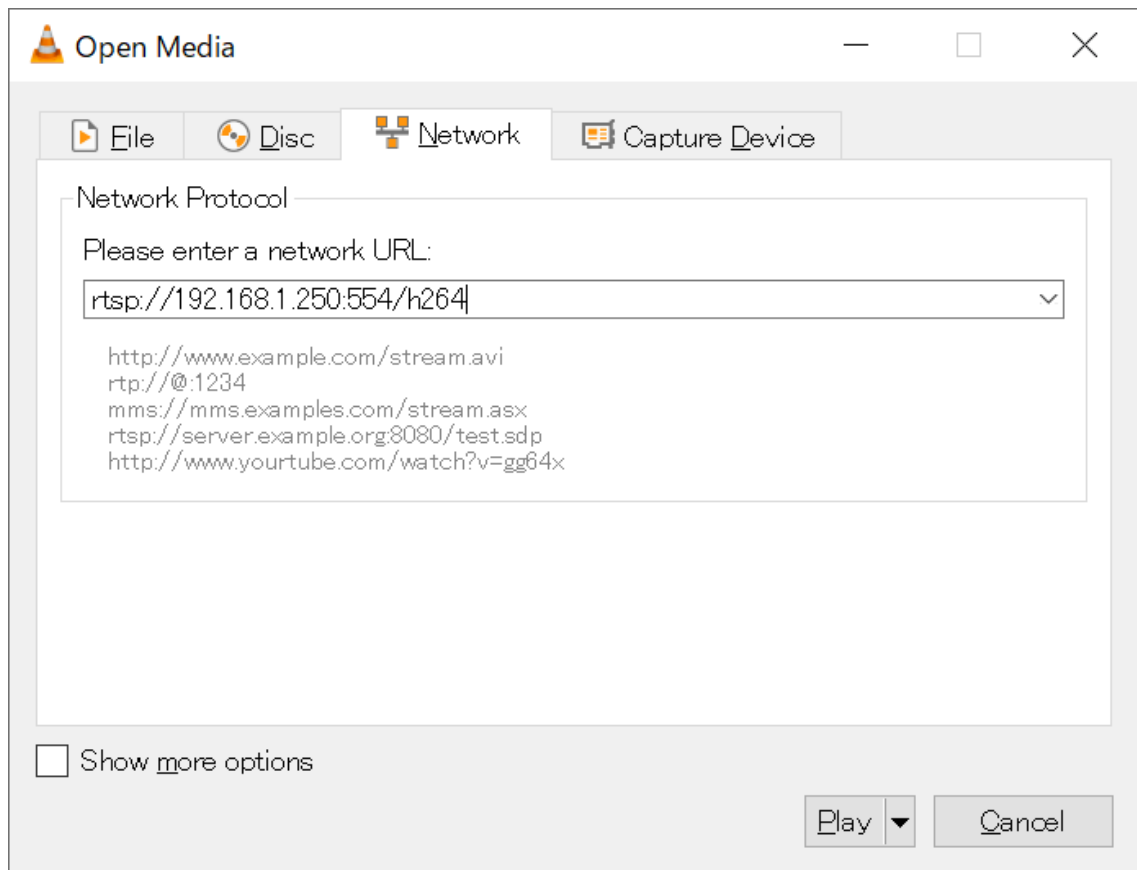 Open Media
File
Disc
Network
Capture Device
Network Protocol
Please enter a network URL:
rtsp://192.168.1.250:554/h264
http://www.example.com/stream.avi
rtp://@:1234
mms://mms.examples.com/stream.asx
rtsp://server.example.org:8080/test.sdp
http://www.yourtube.com/watch?v=gg64x
Show more options
Play
Cancel